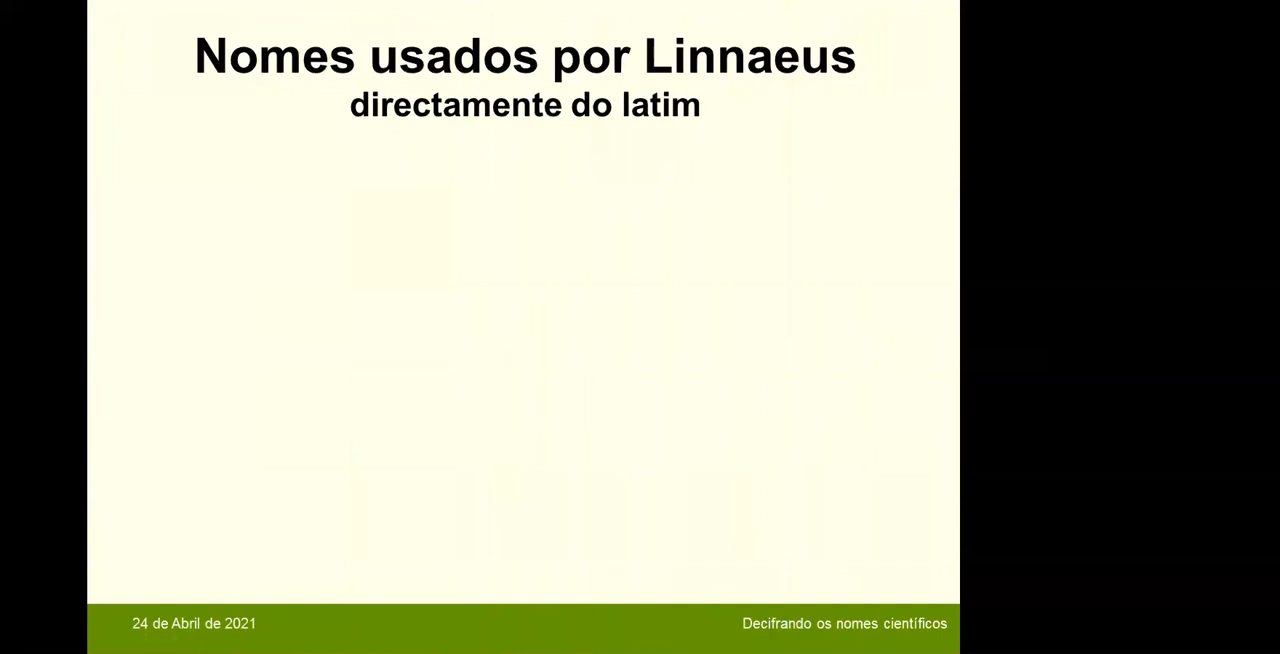 Nomes usados por Linnaeus
directamente do latim
24 de Abril de 2021
Decifrando os nomes científicos